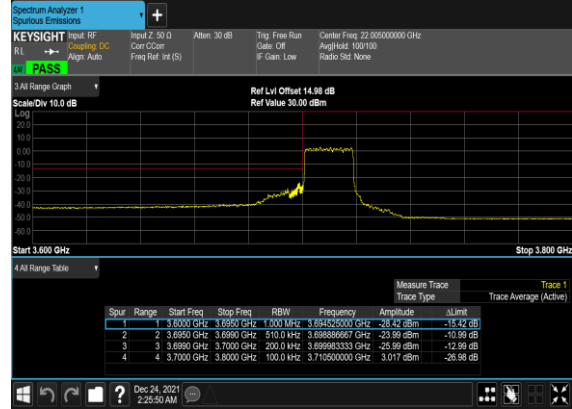 Spectrum Analyzer 1
Spurious Emissions
+
KEYSIGHT Input: RF Input Z: 50 Ω Atten: 30 dB Trig: Free Run Center Freq: 22.005000000 GHz
RL Coupling: DC Corr CCorr Gate: Off Avg|Hold: 100/100
Align: Auto Freq Ref: Int (S) IF Gain: Low Radio Std: None
PASS
3 All Range Graph
Ref Lvl Offset 14.98 dB
Scale/Div 10.0 dB Ref Value 30.00 dBm
Log
20.0
10.0
0.00
-10.0
-20.0
-30.0
-40.0
-50.0
-60.0
Start 3.600 GHz Stop 3.800 GHz
4 All Range Table
Measure Trace Trace 1
Trace Type Trace Average (Active)
Spur Range Start Freq Stop Freq RBW Frequency Amplitude ΔLimit
1 1 3.6000 GHz 3.6950 GHz 1.000 MHz 3.694525000 GHz -28.42 dBm -15.42 dB
2 2 3.6950 GHz 3.6990 GHz 510.0 kHz 3.698886667 GHz -23.99 dBm -10.99 dB
3 3 3.6990 GHz 3.7000 GHz 200.0 kHz 3.699983333 GHz -25.99 dBm -12.99 dB
4 4 3.7000 GHz 3.8000 GHz 100.0 kHz 3.710500000 GHz 3.017 dBm -26.98 dB
? Dec 24, 2021
2:25:50 AM